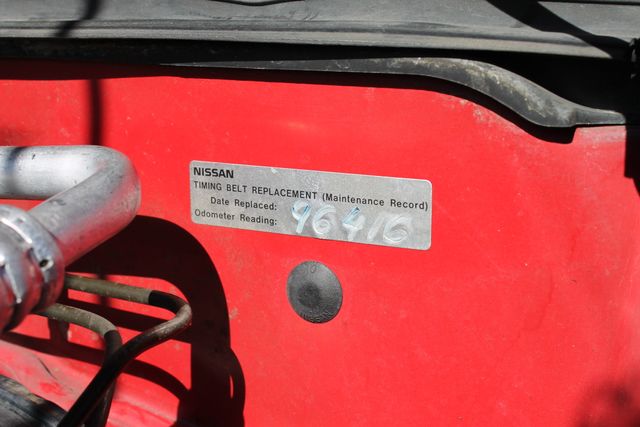 NISSAN
TIMING BELT REPLACEMENT (Maintenance Record)
Date Replaced:
Odometer Reading: 96416